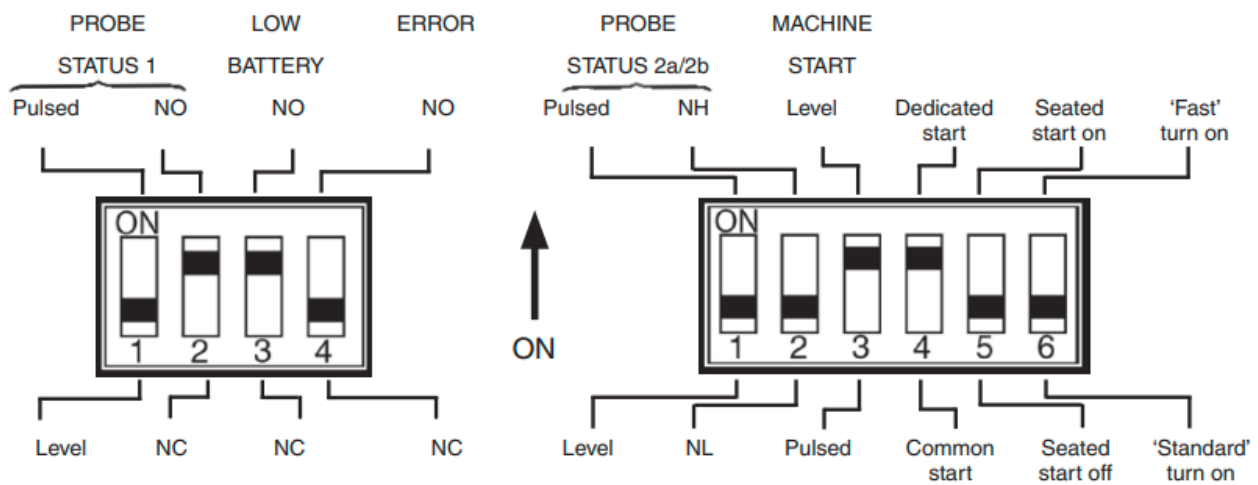 PROBE LOW ERROR PROBE MACHINE
STATUS 1 BATTERY STATUS 2a/2b START
Pulsed NO NO NO Pulsed NH Level Dedicated Seated ‘Fast’
start start on turn on
ON ON
1 2 3 4 ON 1 2 3 4 5 6
Level NC NC NC Level NL Pulsed Common Seated ‘Standard’
start start off turn on